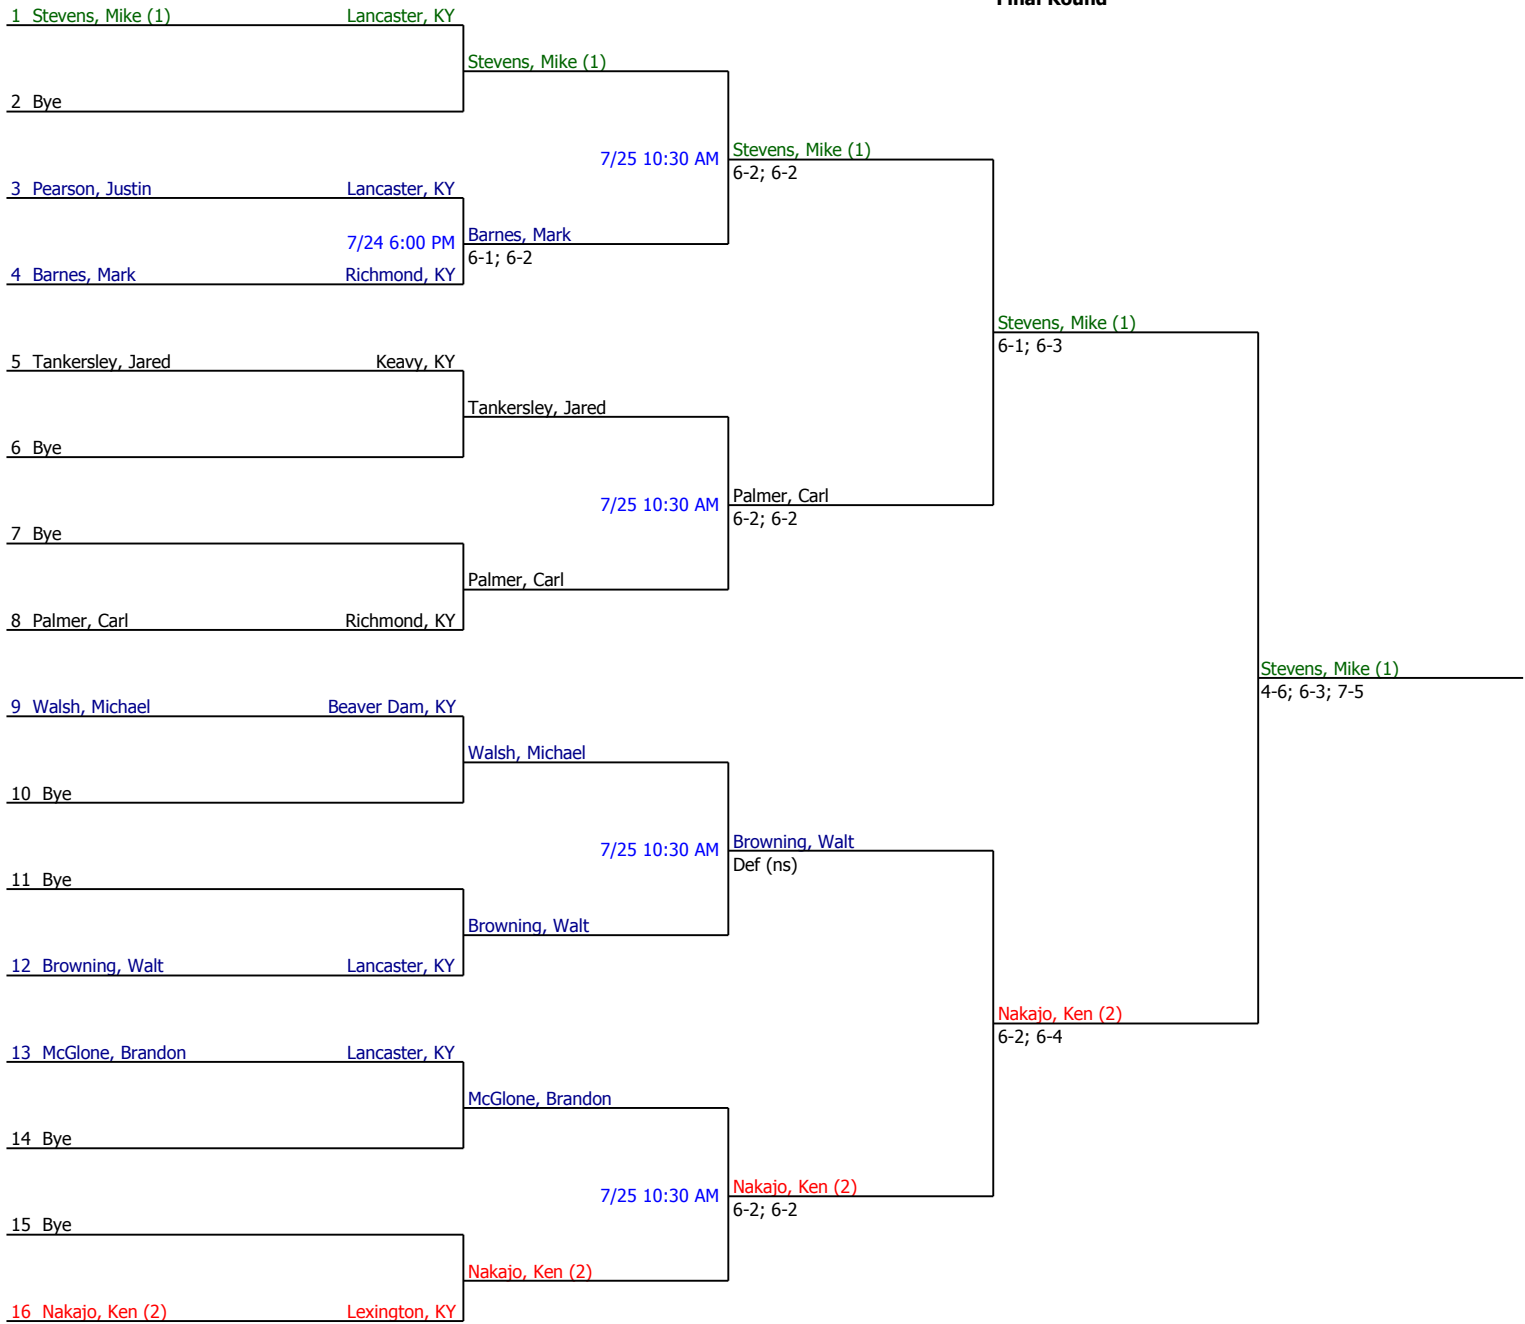 Final Round
1 Stevens, Mike (1) Lancaster, KY
Stevens, Mike (1)
2 Bye
7/25 10:30 AM Stevens, Mike (1)
6-2; 6-2
3 Pearson, Justin Lancaster, KY
7/24 6:00 PM Barnes, Mark
6-1; 6-2
4 Barnes, Mark Richmond, KY
Stevens, Mike (1)
6-1; 6-3
5 Tankersley, Jared Keavy, KY
Tankersley, Jared
6 Bye
7/25 10:30 AM Palmer, Carl
6-2; 6-2
7 Bye
Palmer, Carl
8 Palmer, Carl Richmond, KY
Stevens, Mike (1)
4-6; 6-3; 7-5
9 Walsh, Michael Beaver Dam, KY
Walsh, Michael
10 Bye
7/25 10:30 AM Browning, Walt
Def (ns)
11 Bye
Browning, Walt
12 Browning, Walt Lancaster, KY
Nakajo, Ken (2)
6-2; 6-4
13 McGlone, Brandon Lancaster, KY
McGlone, Brandon
14 Bye
7/25 10:30 AM Nakajo, Ken (2)
6-2; 6-2
15 Bye
Nakajo, Ken (2)
16 Nakajo, Ken (2) Lexington, KY